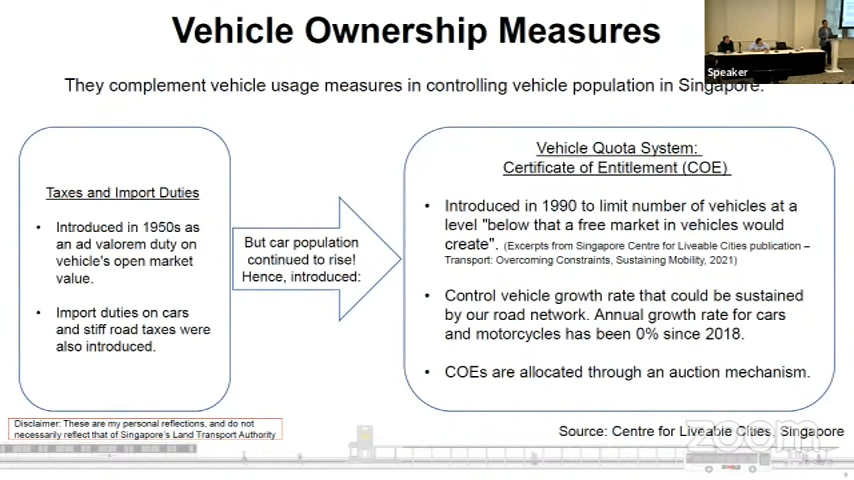 Vehicle Ownership Measures
Speaker
They complement vehicle usage measures in controlling vehicle population in Singapore.
Taxes and Import Duties
• Introduced in 1950s as
an ad valorem duty on
vehicle's open market
value.
• Import duties on cars
and stiff road taxes were
also introduced.
But car population
continued to rise!
Hence, introduced:
Vehicle Quota System:
Certificate of Entitlement (COE)
• Introduced in 1990 to limit number of vehicles at a
level "below that a free market in vehicles would
create". (Excerpts from Singapore Centre for Liveable Cities publication –
Transport: Overcoming Constraints, Sustaining Mobility, 2021)
• Control vehicle growth rate that could be sustained
by our road network. Annual growth rate for cars
and motorcycles has been 0% since 2018.
• COEs are allocated through an auction mechanism.
Disclaimer: These are my personal reflections, and do not
necessarily reflect that of Singapore's Land Transport Authority
Source: Centre for Liveable Cities, Singapore
zoom
9